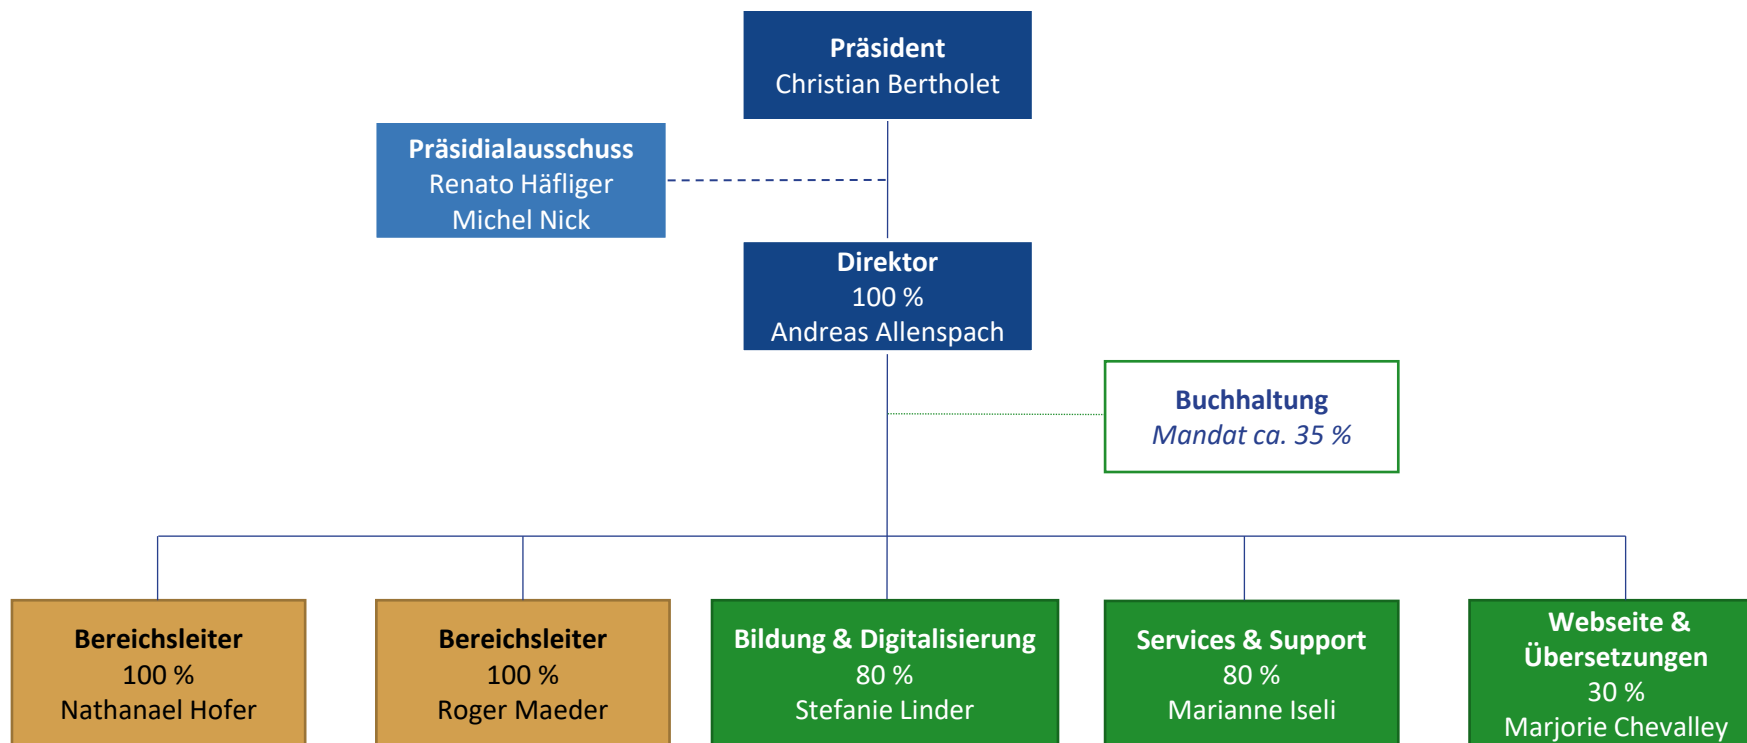 Präsident
Christian Bertholet
Präsidialausschuss
Renato Häfliger
Michel Nick
Direktor
100 %
Andreas Allenspach
Buchhaltung
Mandat ca. 35 %
Bereichsleiter
100 %
Nathanael Hofer
Bereichsleiter
100 %
Roger Maeder
Bildung & Digitalisierung
80 %
Stefanie Linder
Services & Support
80 %
Marianne Iseli
Webseite &
Übersetzungen
30 %
Marjorie Chevalley